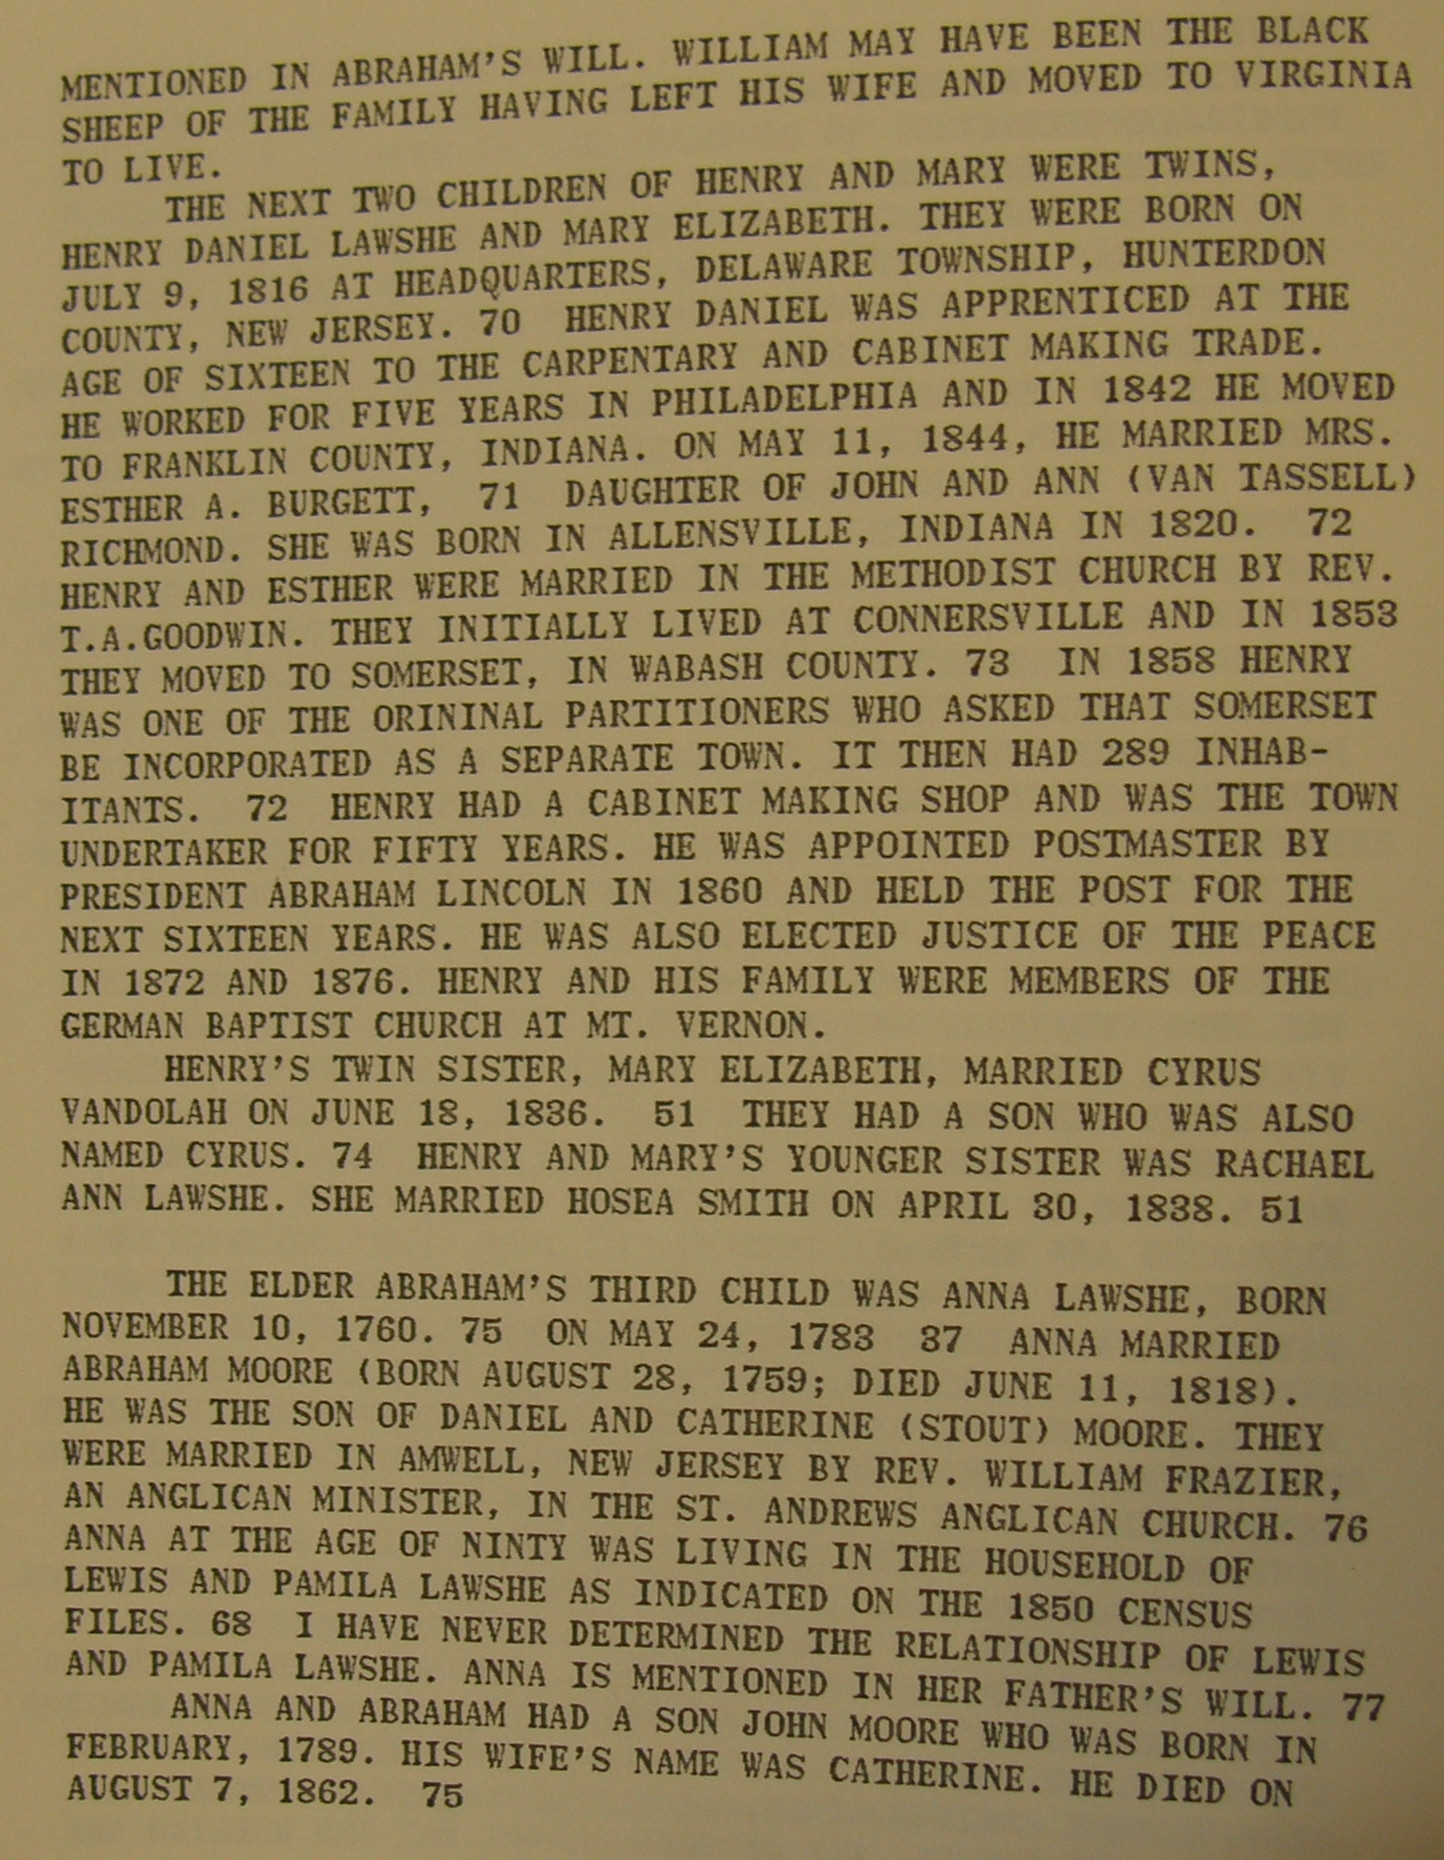 MENTIONED IN ABRAHAM'S WILL. WILLIAM MAY HAVE BEEN THE BLACK
SHEEP OF THE FAMILY HAVING LEFT HIS WIFE AND MOVED TO VIRGINIA
TO LIVE.
THE NEXT TWO CHILDREN OF HENRY AND MARY WERE TWINS,
HENRY DANIEL LAWSHE AND MARY ELIZABETH. THEY WERE BORN ON
JULY 9, 1816 AT HEADQUARTERS, DELAWARE TOWNSHIP, HUNTERDON
COUNTY, NEW JERSEY. 70 HENRY DANIEL WAS APPRENTICED AT THE
AGE OF SIXTEEN TO THE CARPENTARY AND CABINET MAKING TRADE.
HE WORKED FOR FIVE YEARS IN PHILADELPHIA AND IN 1842 HE MOVED
TO FRANKLIN COUNTY, INDIANA. ON MAY 11, 1844, HE MARRIED MRS.
ESTHER A. BURGETT, 71 DAUGHTER OF JOHN AND ANN (VAN TASSELL)
RICHMOND. SHE WAS BORN IN ALLENSVILLE, INDIANA IN 1820. 72
HENRY AND ESTHER WERE MARRIED IN THE METHODIST CHURCH BY REV.
T.A.GOODWIN. THEY INITIALLY LIVED AT CONNERSVILLE AND IN 1853
THEY MOVED TO SOMERSET, IN WABASH COUNTY. 73 IN 1858 HENRY
WAS ONE OF THE ORININAL PARTITIONERS WHO ASKED THAT SOMERSET
BE INCORPORATED AS A SEPARATE TOWN. IT THEN HAD 289 INHAB-
ITANTS. 72 HENRY HAD A CABINET MAKING SHOP AND WAS THE TOWN
UNDERTAKER FOR FIFTY YEARS. HE WAS APPOINTED POSTMASTER BY
PRESIDENT ABRAHAM LINCOLN IN 1860 AND HELD THE POST FOR THE
NEXT SIXTEEN YEARS. HE WAS ALSO ELECTED JUSTICE OF THE PEACE
IN 1872 AND 1876. HENRY AND HIS FAMILY WERE MEMBERS OF THE
GERMAN BAPTIST CHURCH AT MT. VERNON.
HENRY'S TWIN SISTER, MARY ELIZABETH, MARRIED CYRUS
VANDOLAH ON JUNE 18, 1836. 51 THEY HAD A SON WHO WAS ALSO
NAMED CYRUS. 74 HENRY AND MARY'S YOUNGER SISTER WAS RACHAEL
ANN LAWSHE. SHE MARRIED HOSEA SMITH ON APRIL 30, 1838. 51
THE ELDER ABRAHAM'S THIRD CHILD WAS ANNA LAWSHE, BORN
NOVEMBER 10, 1760. 75 ON MAY 24, 1783 37 ANNA MARRIED
ABRAHAM MOORE (BORN AUGUST 28, 1759; DIED JUNE 11, 1818).
HE WAS THE SON OF DANIEL AND CATHERINE (STOUT) MOORE. THEY
WERE MARRIED IN AMWELL, NEW JERSEY BY REV. WILLIAM FRAZIER,
AN ANGLICAN MINISTER, IN THE ST. ANDREWS ANGLICAN CHURCH. 76
ANNA AT THE AGE OF NINTY WAS LIVING IN THE HOUSEHOLD OF
LEWIS AND PAMILA LAWSHE AS INDICATED ON THE 1850 CENSUS
FILES. 68 I HAVE NEVER DETERMINED THE RELATIONSHIP OF LEWIS
AND PAMILA LAWSHE. ANNA IS MENTIONED IN HER FATHER'S WILL. 77
ANNA AND ABRAHAM HAD A SON JOHN MOORE WHO WAS BORN IN
FEBRUARY, 1789. HIS WIFE'S NAME WAS CATHERINE. HE DIED ON
AUGUST 7, 1862. 75